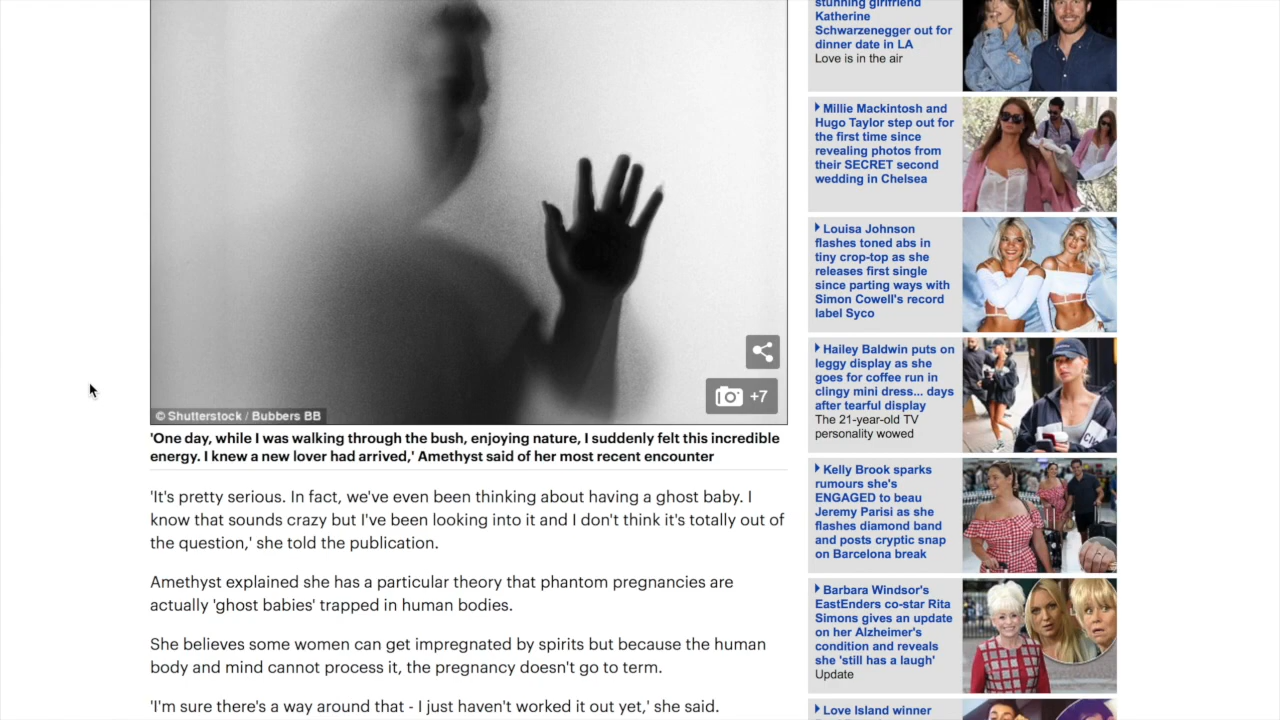 © Shutterstock / Bubbers BB
+7
'One day, while I was walking through the bush, enjoying nature, I suddenly felt this incredible
energy. I knew a new lover had arrived,' Amethyst said of her most recent encounter
'It's pretty serious. In fact, we've even been thinking about having a ghost baby. I
know that sounds crazy but I've been looking into it and I don't think it's totally out of
the question,' she told the publication.
Amethyst explained she has a particular theory that phantom pregnancies are
actually 'ghost babies' trapped in human bodies.
She believes some women can get impregnated by spirits but because the human
body and mind cannot process it, the pregnancy doesn't go to term.
'I'm sure there's a way around that - I just haven't worked it out yet,' she said.
stunning girlfriend
Katherine
Schwarzenegger out for
dinner date in LA
Love is in the air
Millie Mackintosh and
Hugo Taylor step out for
the first time since
revealing photos from
their SECRET second
wedding in Chelsea
Louisa Johnson
flashes toned abs in
tiny crop-top as she
releases first single
since parting ways with
Simon Cowell's record
label Syco
Hailey Baldwin puts on
leggy display as she
goes for coffee run in
clingy mini dress... days
after tearful display
The 21-year-old TV
personality wowed
Kelly Brook sparks
rumours she's
ENGAGED to beau
Jeremy Parisi as she
flashes diamond band
and posts cryptic snap
on Barcelona break
Barbara Windsor's
EastEnders co-star Rita
Simons gives an update
on her Alzheimer's
condition and reveals
she 'still has a laugh'
Update
Love Island winner